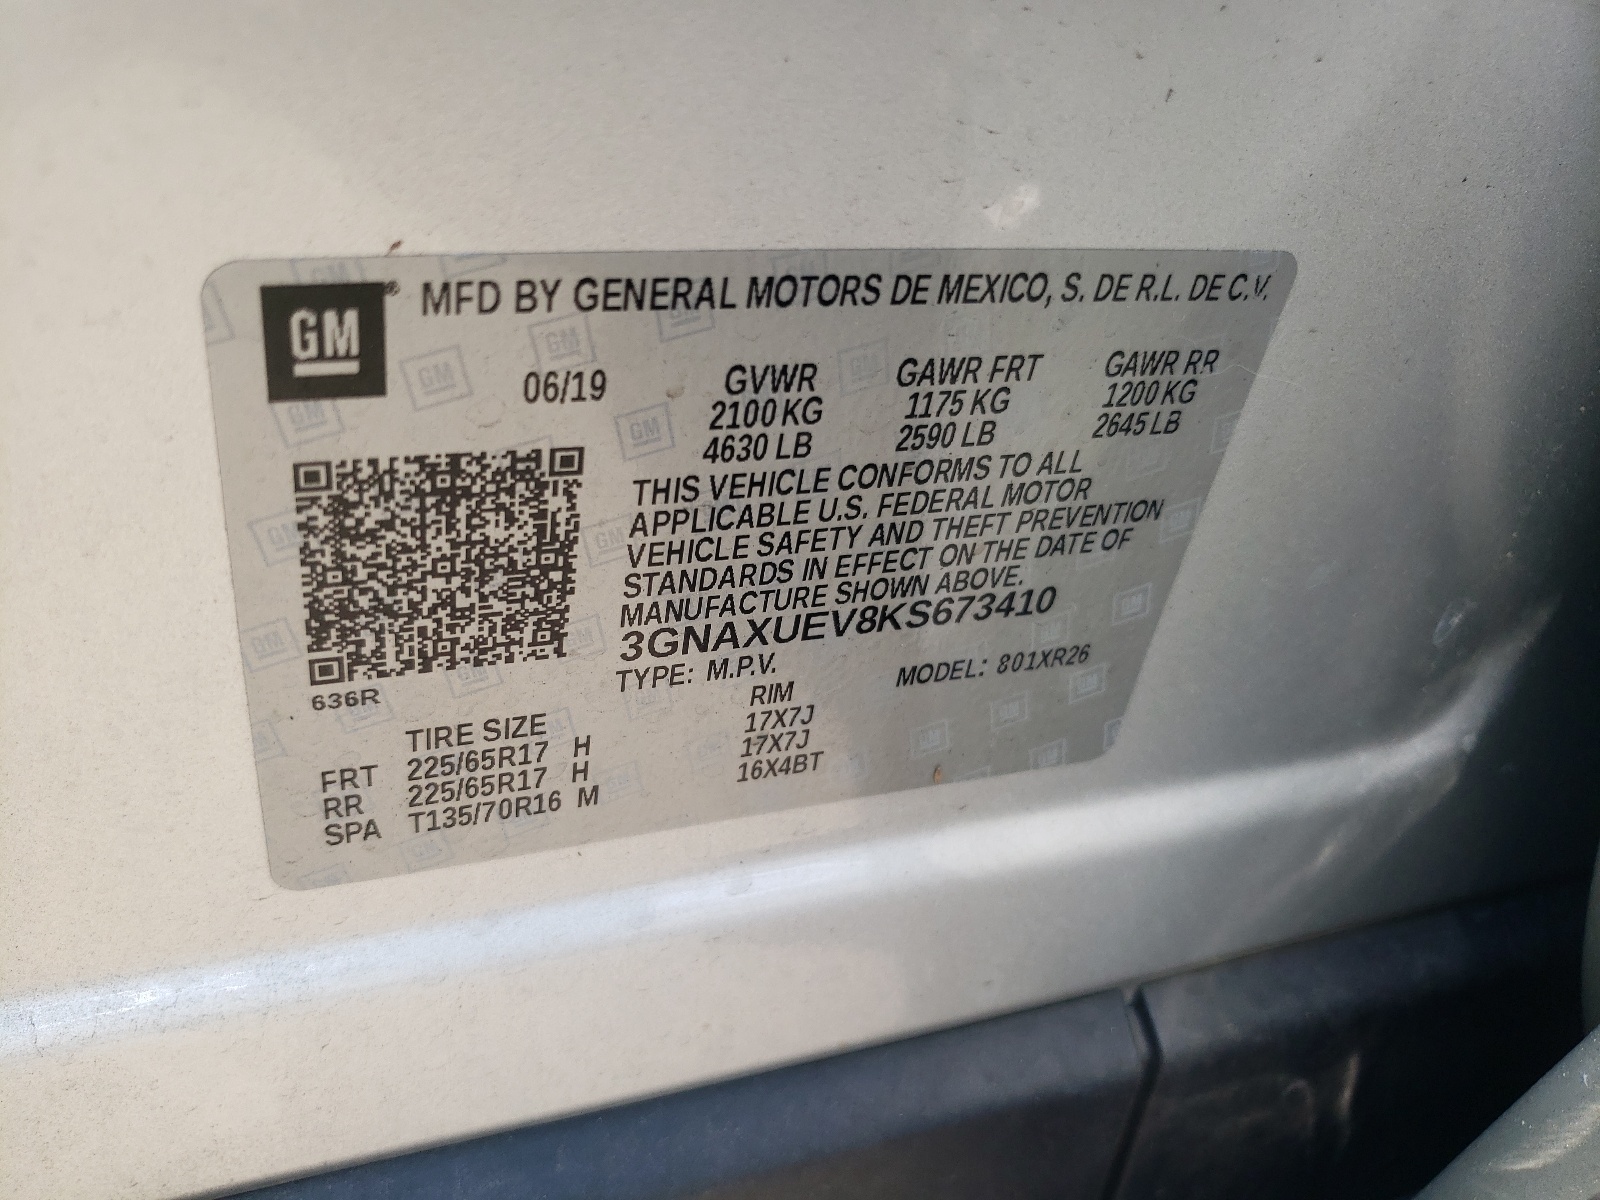 GM
MFD BY GENERAL MOTORS DE MEXICO, S. DE R.L. DE C.V.
06/19
GVWR GAWR FRT GAWR RR
2100 KG 1175 KG 1200 KG
4630 LB 2590 LB 2645 LB
THIS VEHICLE CONFORMS TO ALL
APPLICABLE U.S. FEDERAL MOTOR
VEHICLE SAFETY AND THEFT PREVENTION
STANDARDS IN EFFECT ON THE DATE OF
MANUFACTURE SHOWN ABOVE.
3GNAXUEV8KS673410
TYPE: M.P.V. MODEL: 801XR26
636R
TIRE SIZE RIM
FRT 225/65R17 H 17X7J
RR 225/65R17 H 17X7J
SPA T135/70R16 M 16X4BT